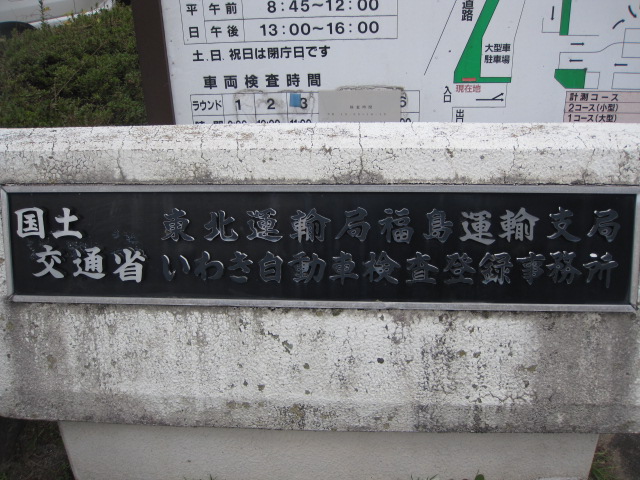 平 午前 8:45～12:00
日 午後 13:00～16:00
土.日.祝日は閉庁日です
車両検査時間
ラウンド 1 2 3
道路
大型車
駐車場
現在地
入
出
計測コース
2コース(小型)
1コース(大型)
国土 東北運輸局福島運輸支局
交通省 いわき自動車検査登録事務所